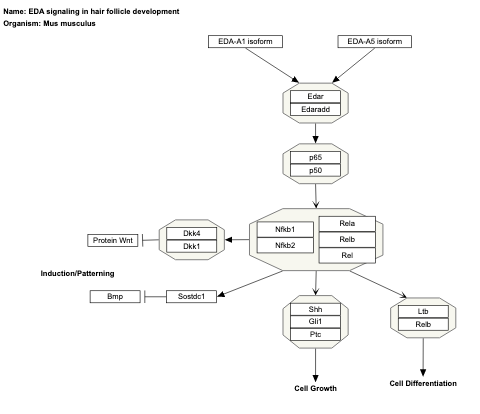 Name: EDA signaling in hair follicle development
Organism: Mus musculus
EDA-A1 isoform
EDA-A5 isoform
Edar
Edaradd
p65
p50
Nfkb1
Nfkb2
Rela
Relb
Rel
Dkk4
Dkk1
Protein Wnt
Induction/Patterning
Bmp
Sostdc1
Shh
Gli1
Ptc
Ltb
Relb
Cell Growth
Cell Differentiation